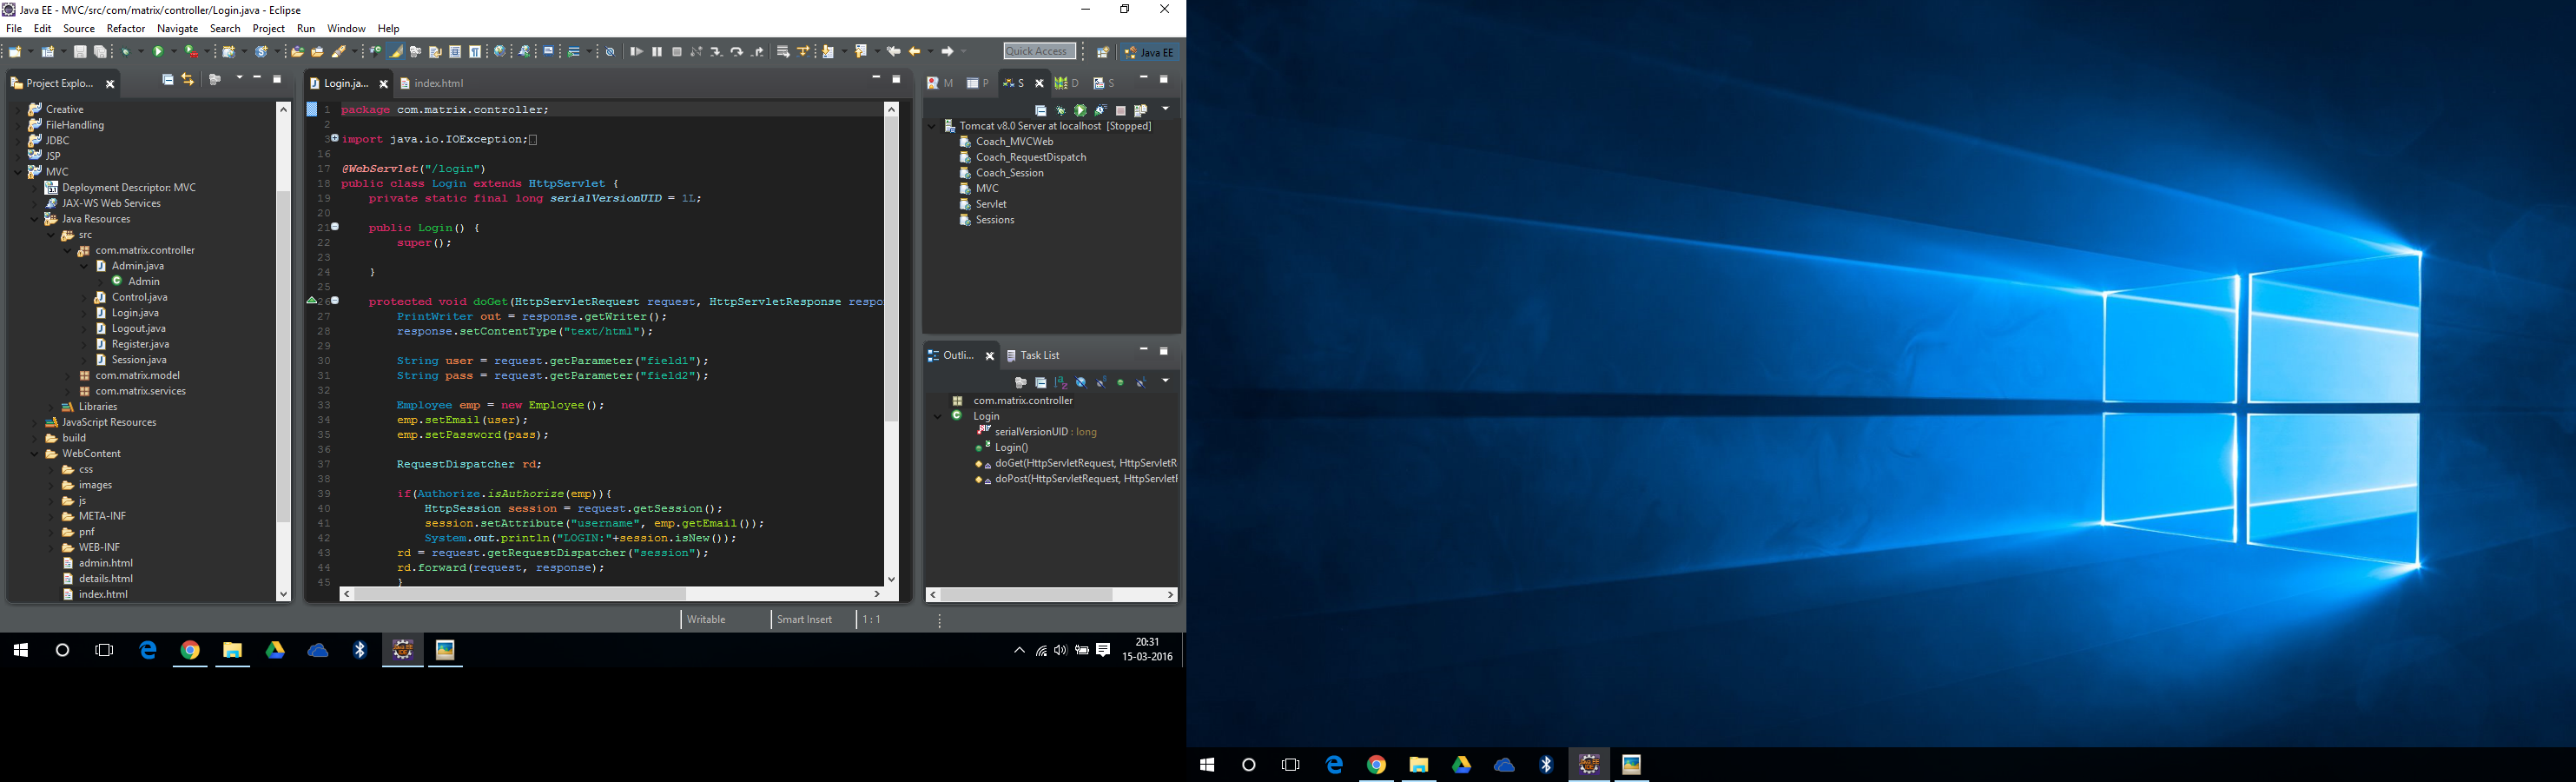 Java EE - MVC/src/com/matrix/controller/Login.java - Eclipse
File Edit Source Refactor Navigate Search Project Run Window Help
Quick Access
Java EE
Project Explo...
Creative
FileHandling
JDBC
JSP
MVC
Deployment Descriptor: MVC
JAX-WS Web Services
Java Resources
src
com.matrix.controller
Admin.java
Admin
Control.java
Login.java
Logout.java
Register.java
Session.java
com.matrix.model
com.matrix.services
Libraries
JavaScript Resources
build
WebContent
css
images
js
META-INF
pnf
WEB-INF
admin.html
details.html
index.html
Login.ja... index.html
1 package com.matrix.controller;
2
3 import java.io.IOException;
16
17 @WebServlet("/login")
18 public class Login extends HttpServlet {
19 private static final long serialVersionUID = 1L;
20
21 public Login() {
22 super();
23
24 }
25
26 protected void doGet(HttpServletRequest request, HttpServletResponse respo
27 PrintWriter out = response.getWriter();
28 response.setContentType("text/html");
29
30 String user = request.getParameter("field1");
31 String pass = request.getParameter("field2");
32
33 Employee emp = new Employee();
34 emp.setEmail(user);
35 emp.setPassword(pass);
36
37 RequestDispatcher rd;
38
39 if(Authorize.isAuthorize(emp)){
40 HttpSession session = request.getSession();
41 session.setAttribute("username", emp.getEmail());
42 System.out.println("LOGIN:"+session.isNew());
43 rd = request.getRequestDispatcher("session");
44 rd.forward(request, response);
45 }
M P S D S
Tomcat v8.0 Server at localhost [Stopped]
Coach_MVCWeb
Coach_RequestDispatch
Coach_Session
MVC
Servlet
Sessions
Outli... Task List
com.matrix.controller
Login
serialVersionUID : long
Login()
doGet(HttpServletRequest, HttpServletR
doPost(HttpServletRequest, HttpServletl
Writable Smart Insert 1 : 1
20:31
15-03-2016